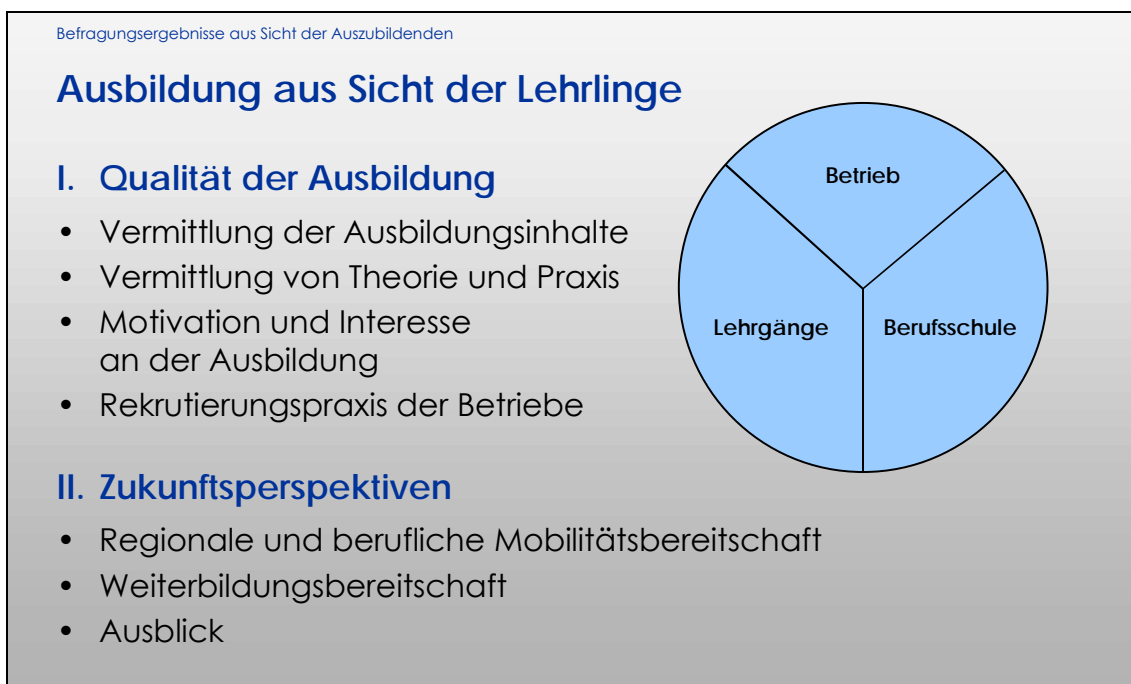 Befragungsergebnisse aus Sicht der Auszubildenden
Ausbildung aus Sicht der Lehrlinge
I. Qualität der Ausbildung
• Vermittlung der Ausbildungsinhalte
• Vermittlung von Theorie und Praxis
• Motivation und Interesse
an der Ausbildung
• Rekrutierungspraxis der Betriebe
Betrieb
Lehrgänge
Berufsschule
II. Zukunftsperspektiven
• Regionale und berufliche Mobilitätsbereitschaft
• Weiterbildungsbereitschaft
• Ausblick